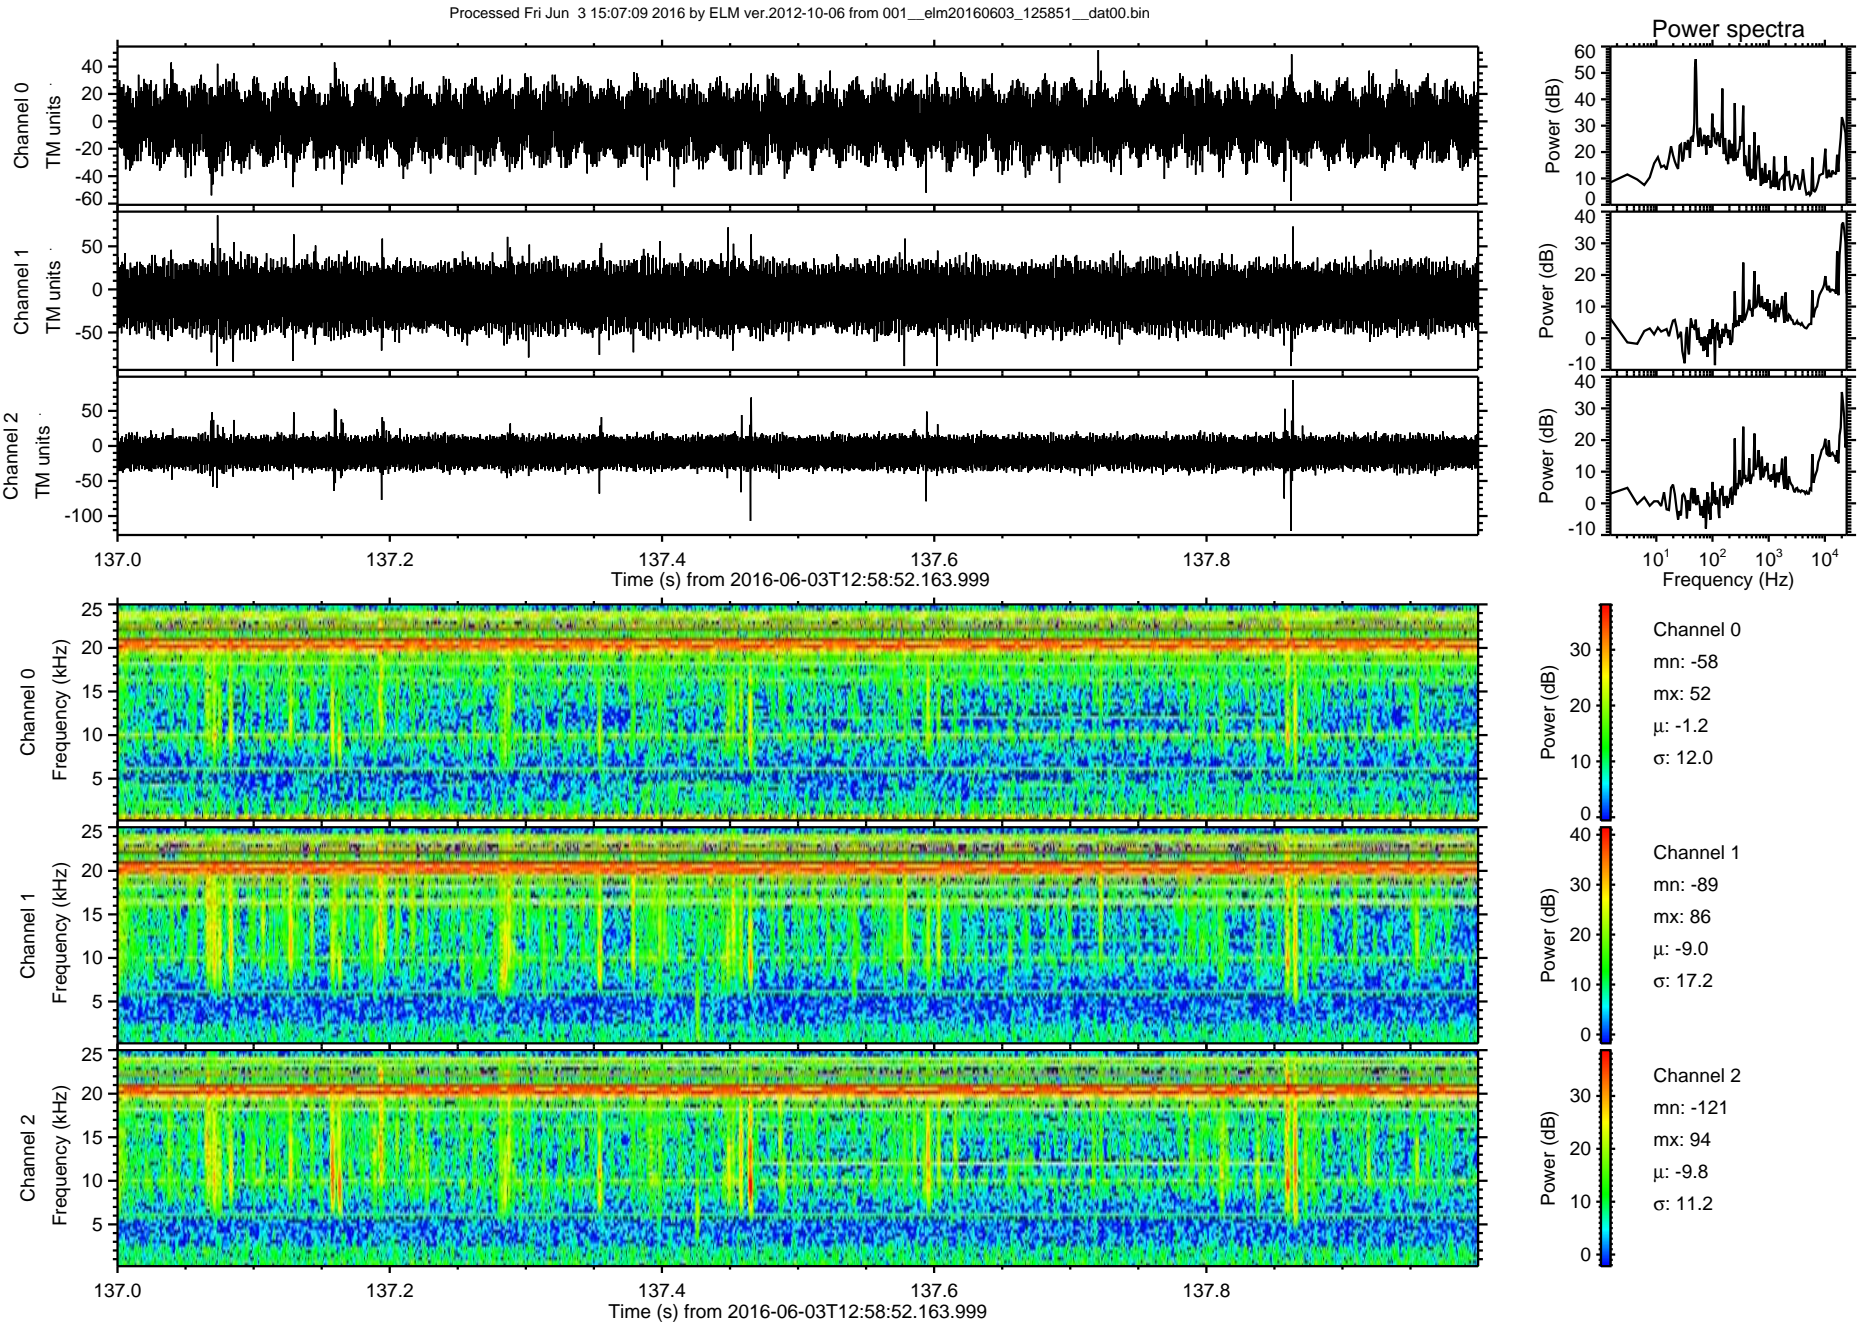 Processed Fri Jun  3 15:07:09 2016 by ELM ver.2012-10-06 from 001__elm20160603_125851__dat00.bin
Power spectra
Channel 0
TM units
40
20
0
-20
-40
-60
Power (dB)
60
50
40
30
20
10
0
Channel 1
TM units
50
0
-50
Power (dB)
40
30
20
10
0
-10
Channel 2
TM units
50
0
-50
-100
Power (dB)
40
30
20
10
0
-10
137.0 137.2 137.4 137.6 137.8
Time (s) from 2016-06-03T12:58:52.163.999
10^1 10^2 10^3 10^4
Frequency (Hz)
Channel 0
Frequency (kHz)
25
20
15
10
5
Power (dB)
30
20
10
0
Channel 0
mn: -58
mx: 52
μ: -1.2
σ: 12.0
Channel 1
Frequency (kHz)
25
20
15
10
5
Power (dB)
40
30
20
10
0
Channel 1
mn: -89
mx: 86
μ: -9.0
σ: 17.2
Channel 2
Frequency (kHz)
25
20
15
10
5
Power (dB)
30
20
10
0
Channel 2
mn: -121
mx: 94
μ: -9.8
σ: 11.2
137.0 137.2 137.4 137.6 137.8
Time (s) from 2016-06-03T12:58:52.163.999